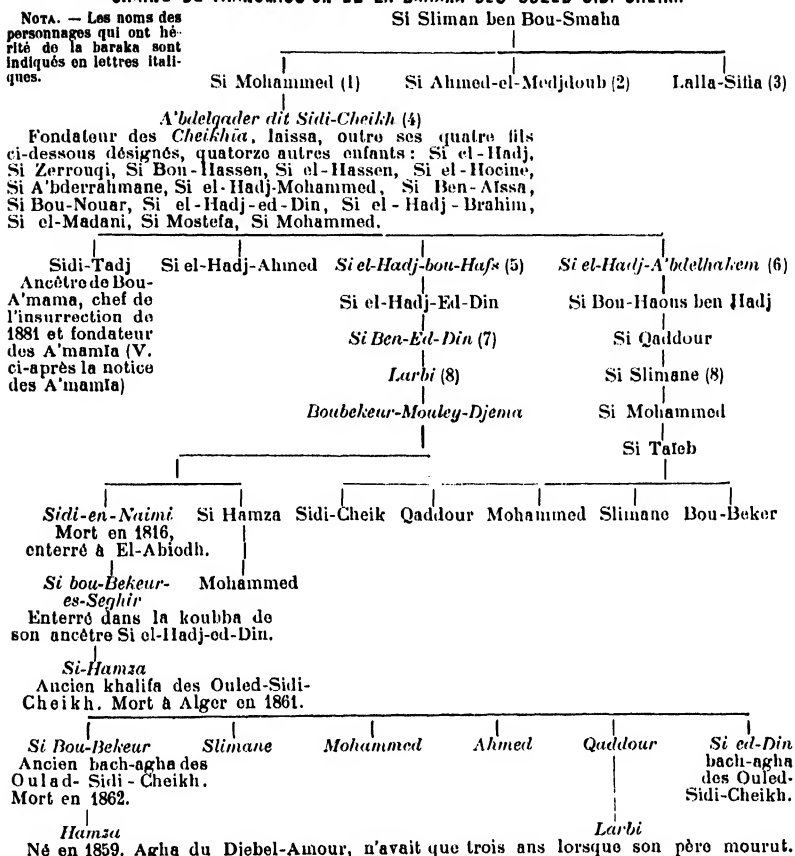 NOTA. — Les noms des
personnages qui ont hé-
rité de la baraka sont
indiqués en lettres itali-
ques.
Si Sliman ben Bou-Smaha
Si Mohammed (1) Si Ahmed-el-Medjdoub (2) Lalla-Sifia (3)
A'bdelqader dit Sidi-Cheikh (4)
Fondateur des Cheikhia, laissa, outre ses quatre fils
ci-dessous désignés, quatorze autres enfants : Si el-Hadj,
Si Zerrouqi, Si Bou-Hassen, Si el-Hassen, Si el-Hocine,
Si A'bderrahmane, Si el-Hadj-Mohammed, Si Ben-Aïssa,
Si Bou-Nouar, Si el-Hadj-ed-Din, Si el-Hadj-Brahim,
Si el-Madani, Si Mostefa, Si Mohammed.
Sidi-Tadj Si el-Hadj-Ahmed Si el-Hadj-bou-Hafs (5) Si el-Hadj-A'bdelhakem (6)
Ancêtre de Bou-
A'mama, chef de
l'insurrection de
1881 et fondateur
des A'mamïa (V.
ci-après la notice
des A'mamïa)
Si el-Hadj-Ed-Din Si Bou-Haous ben Hadj
Si Ben-Ed-Din (7) Si Qaddour
Larbi (8) Si Slimane (8)
Boubekeur-Mouley-Djema Si Mohammed
Si Taïeb
Sidi-en-Naimi Si Hamza Sidi-Cheik Qaddour Mohammed Slimane Bou-Beker
Mort en 1816,
enterré à El-Abiodh.
Si bou-Bekeur- Mohammed
es-Seghir
Enterré dans la koubba de
son ancêtre Si el-Hadj-ed-Din.
Si-Hamza
Ancien khalifa des Ouled-Sidi-
Cheikh. Mort à Alger en 1861.
Si Bou-Bekeur Slimane Mohammed Ahmed Qaddour Si ed-Din
Ancien bach-agha des bach-agha
Oulad-Sidi-Cheikh. des Ouled-
Mort en 1862. Sidi-Cheikh.
Hamza Larbi
Né en 1859. Agha du Djebel-Amour, n'avait que trois ans lorsque son père mourut.